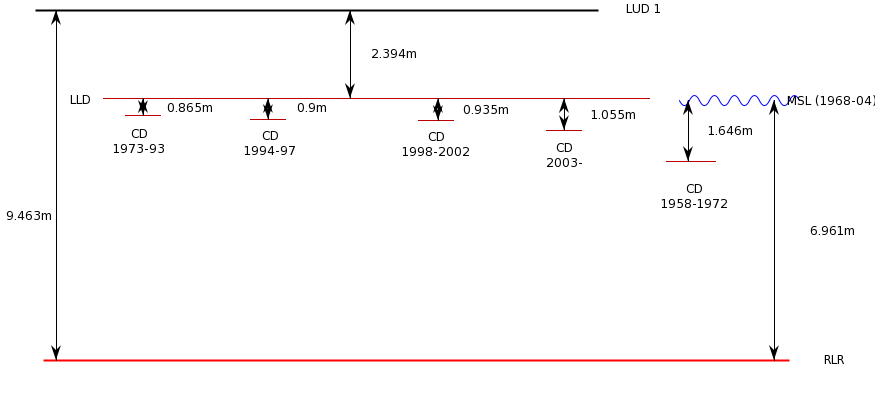 LUD 1
2.394m
LLD
0.865m
0.9m
0.935m
1.055m
MSL (1968-04)
1.646m
CD
1973-93
CD
1994-97
CD
1998-2002
CD
2003-
CD
1958-1972
9.463m
6.961m
RLR